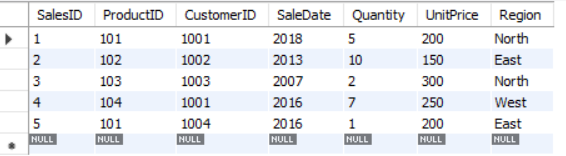 SalesID ProductID CustomerID SaleDate Quantity UnitPrice Region
1 101 1001 2018 5 200 North
2 102 1002 2013 10 150 East
3 103 1003 2007 2 300 North
4 104 1001 2016 7 250 West
5 101 1004 2016 1 200 East
NULL NULL NULL NULL NULL NULL NULL